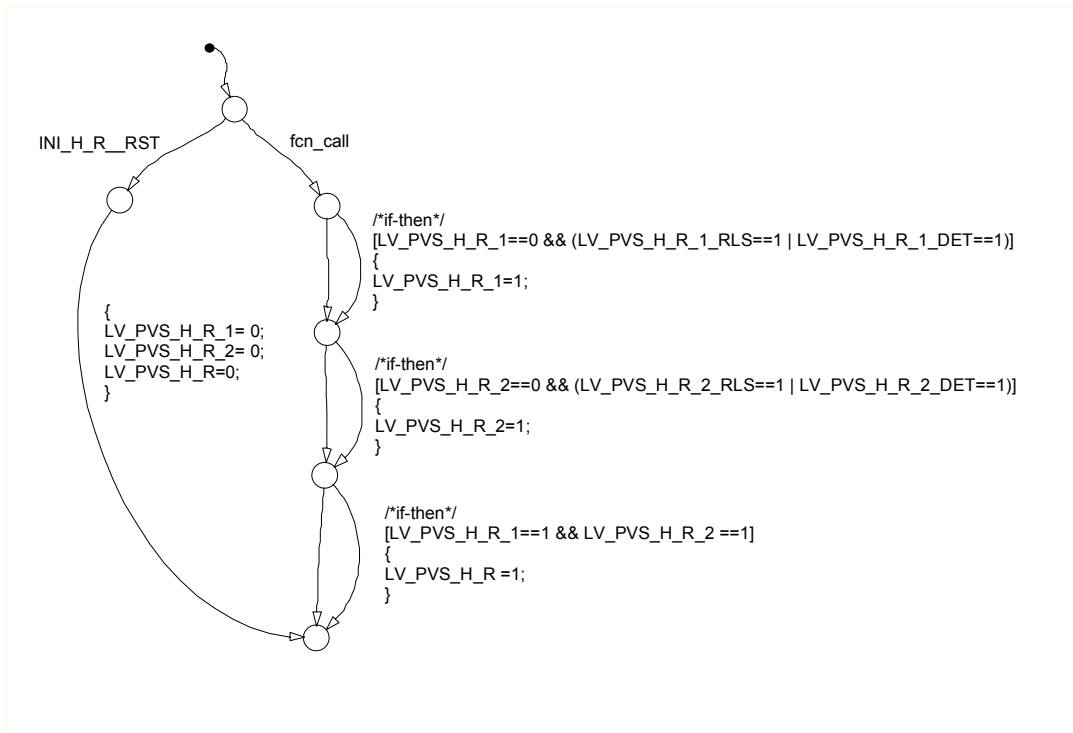 INI_H_R__RST
fcn_call
/*if-then*/
[LV_PVS_H_R_1==0 && (LV_PVS_H_R_1_RLS==1 | LV_PVS_H_R_1_DET==1)]
{
LV_PVS_H_R_1=1;
}
{
LV_PVS_H_R_1= 0;
LV_PVS_H_R_2= 0;
LV_PVS_H_R=0;
}
/*if-then*/
[LV_PVS_H_R_2==0 && (LV_PVS_H_R_2_RLS==1 | LV_PVS_H_R_2_DET==1)]
{
LV_PVS_H_R_2=1;
}
/*if-then*/
[LV_PVS_H_R_1==1 && LV_PVS_H_R_2 ==1]
{
LV_PVS_H_R =1;
}